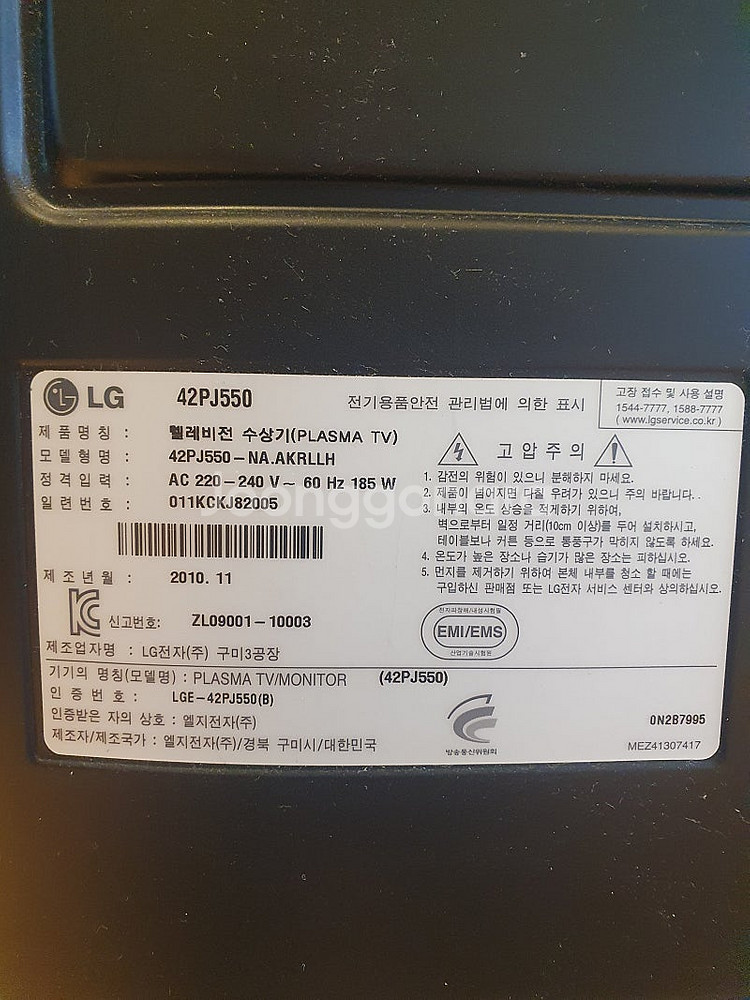 LG 42PJ550 전기용품안전 관리법에 의한 표시
고장 접수 및 사용 설명
1544-7777, 1588-7777
( www.lgservice.co.kr )
제 품 명 칭 : 텔레비전 수상기(PLASMA TV)
모 델 형 명 : 42PJ550-NA.AKRLLH
정 격 입 력 : AC 220-240 V~ 60 Hz 185 W
일 련 번 호 : 011KCKJ82005
제 조 년 월 : 2010. 11
신고번호: ZL09001-10003
제조업자명 : LG전자(주) 구미3공장
고 압 주 의
1. 감전의 위험이 있으니 분해하지 마세요.
2. 제품이 넘어지면 다칠 우려가 있으니 주의 바랍니다.
3. 내부의 온도 상승을 적게하기 위하여,
벽으로부터 일정 거리(10cm 이상)를 두어 설치하시고,
테이블보나 커튼 등으로 통풍구가 막히지 않도록 하세요.
4. 온도가 높은 장소나 습기가 많은 장소는 피하십시오.
5. 먼지를 제거하기 위하여 본체 내부를 청소 할 때에는
구입하신 판매점 또는 LG전자 서비스 센터와 상의하십시오.
전자파장해/내성시험필
EMI/EMS
산업기술시험원
기기의 명칭(모델명) : PLASMA TV/MONITOR (42PJ550)
인 증 번 호 : LGE-42PJ550(B)
인증받은 자의 상호 : 엘지전자(주)
제조자/제조국가 : 엘지전자(주)/경북 구미시/대한민국
방송통신위원회
0N2B7995
MEZ41307417